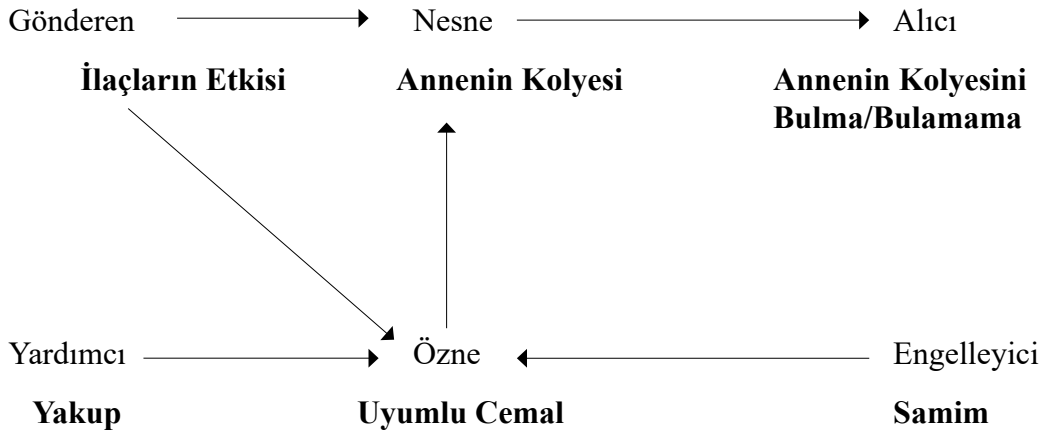 Gönderen Nesne Alıcı
İlaçların Etkisi Annenin Kolyesi Annenin Kolyesini
Bulma/Bulamama
Yardımcı Özne Engelleyici
Yakup Uyumlu Cemal Samim